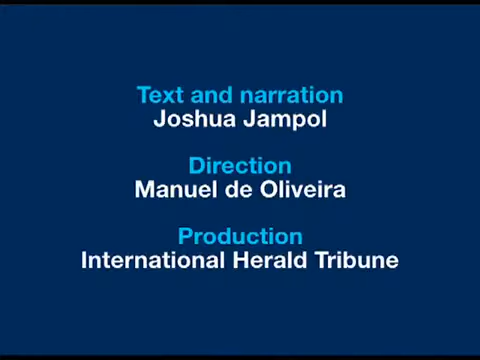 Text and narration
Joshua Jampol
Direction
Manuel de Oliveira
Production
International Herald Tribune